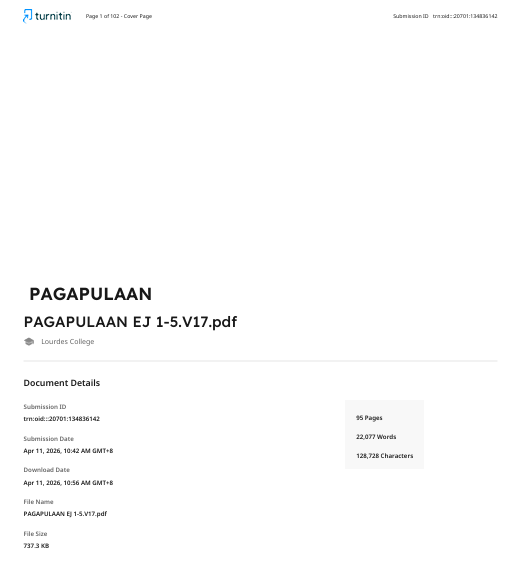 turnitin Page 1 of 102 - Cover Page Submission ID trn:oid:::20701:134836142
PAGAPULAAN
PAGAPULAAN EJ 1-5.V17.pdf
Lourdes College
Document Details
Submission ID
trn:oid:::20701:134836142
Submission Date
Apr 11, 2026, 10:42 AM GMT+8
Download Date
Apr 11, 2026, 10:56 AM GMT+8
File Name
PAGAPULAAN EJ 1-5.V17.pdf
File Size
737.3 KB
95 Pages
22,077 Words
128,728 Characters